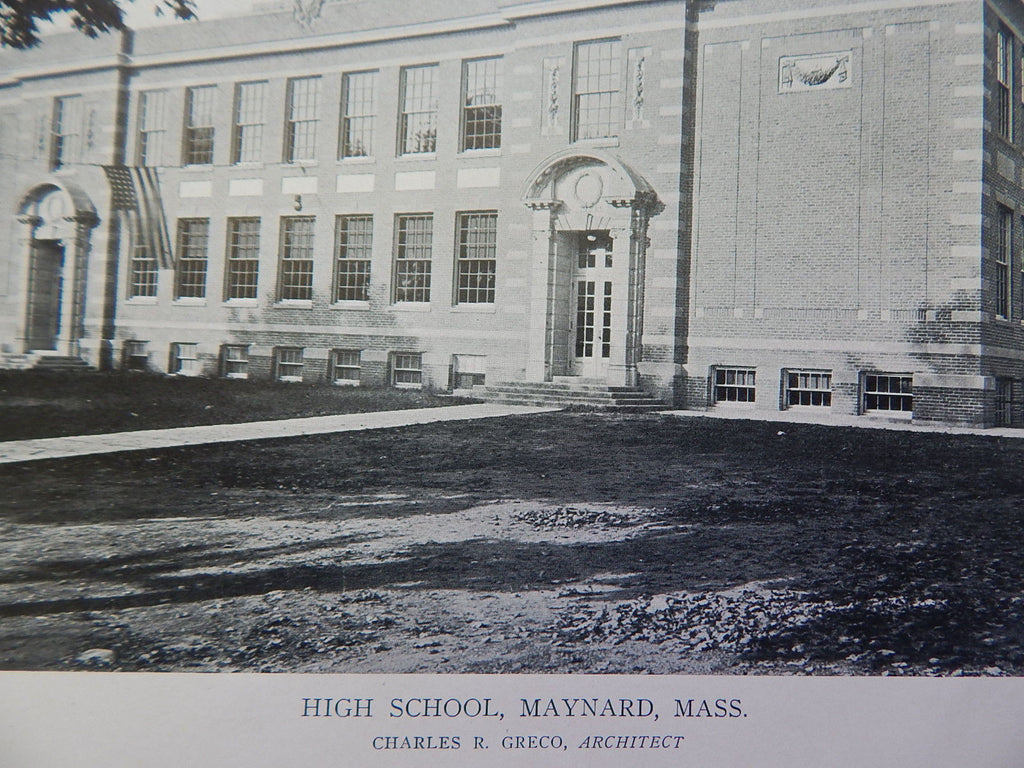 HIGH SCHOOL, MAYNARD, MASS.
CHARLES R. GRECO, ARCHITECT